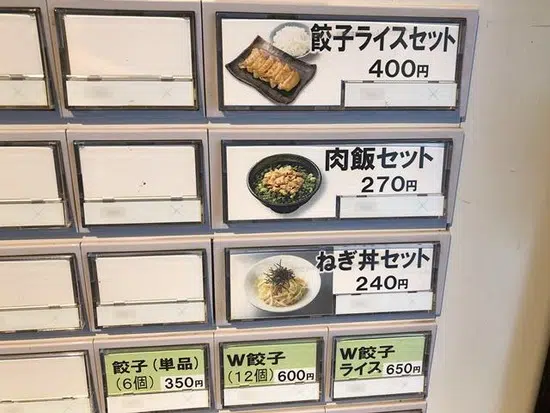 餃子ライスセット
400円
肉飯セット
270円
ねぎ丼セット
240円
餃子(単品)
(6個) 350円
W餃子
(12個) 600円
W餃子
ライス 650円